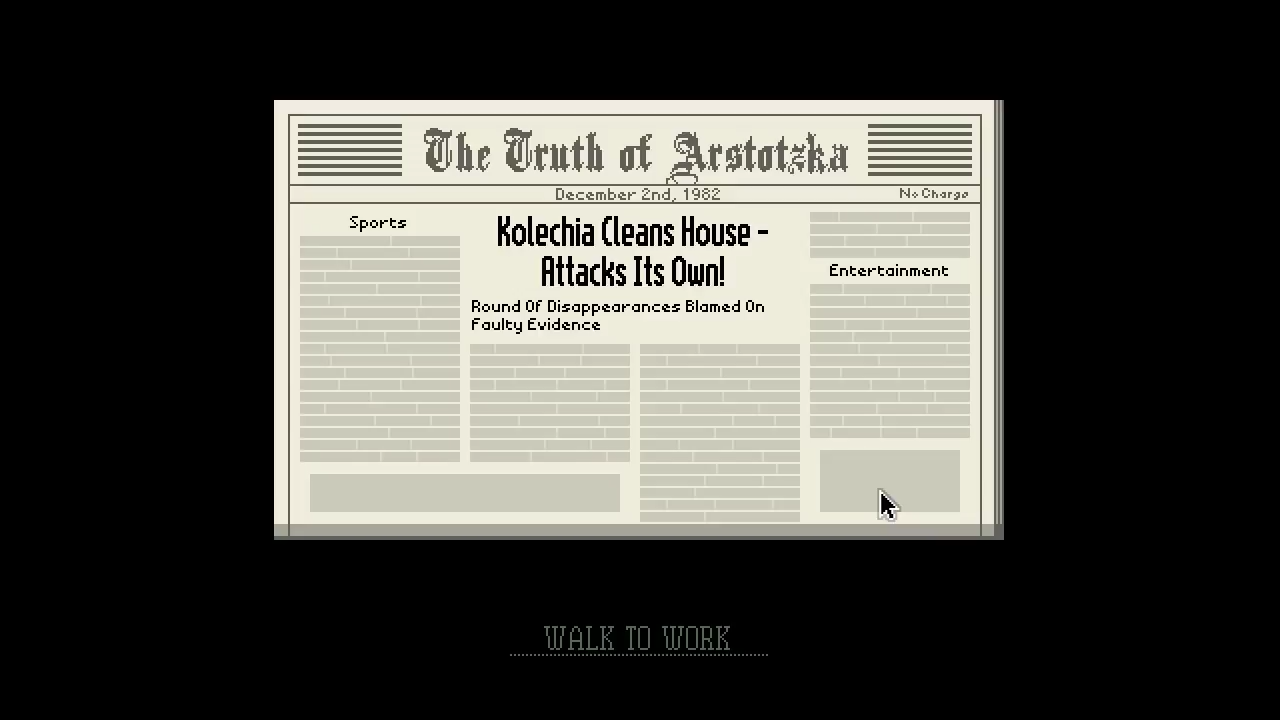 The Truth of Arstotzka
December 2nd, 1982
No Charge
Sports
Kolechia Cleans House -
Attacks Its Own!
Round Of Disappearances Blamed On
Faulty Evidence
Entertainment
WALK TO WORK